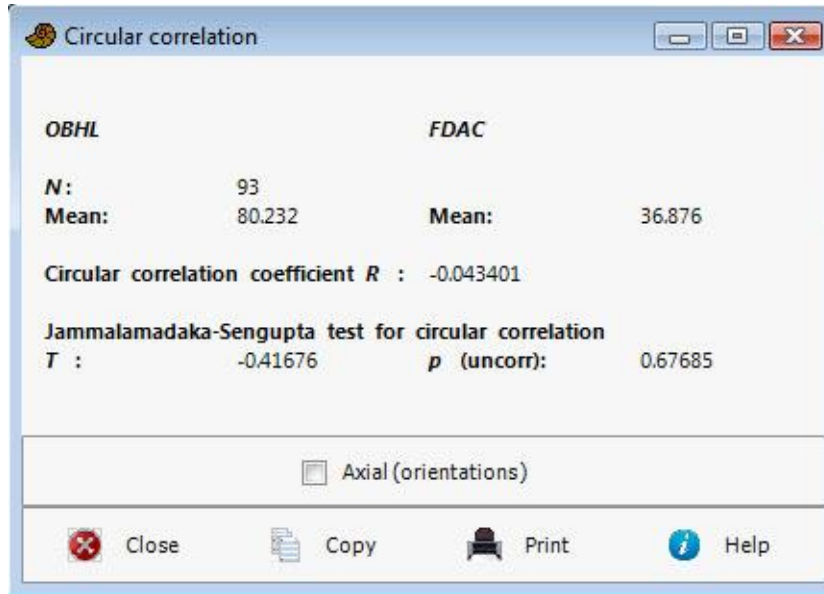 Circular correlation
OBHL FDAC
N: 93
Mean: 80.232 Mean: 36.876
Circular correlation coefficient R : -0.043401
Jammalamadaka-Sengupta test for circular correlation
T : -0.41676 p (uncorr): 0.67685
Axial (orientations)
Close Copy Print Help